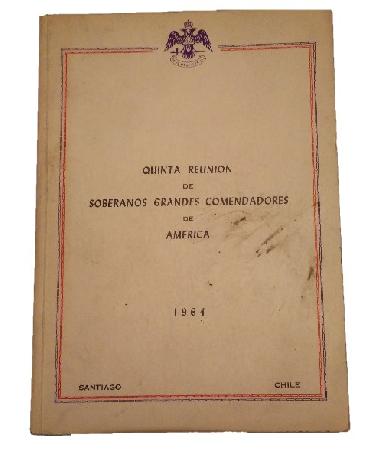 QUINTA REUNION
DE
SOBERANOS GRANDES COMENDADORES
DE
AMERICA
1964
SANTIAGO CHILE